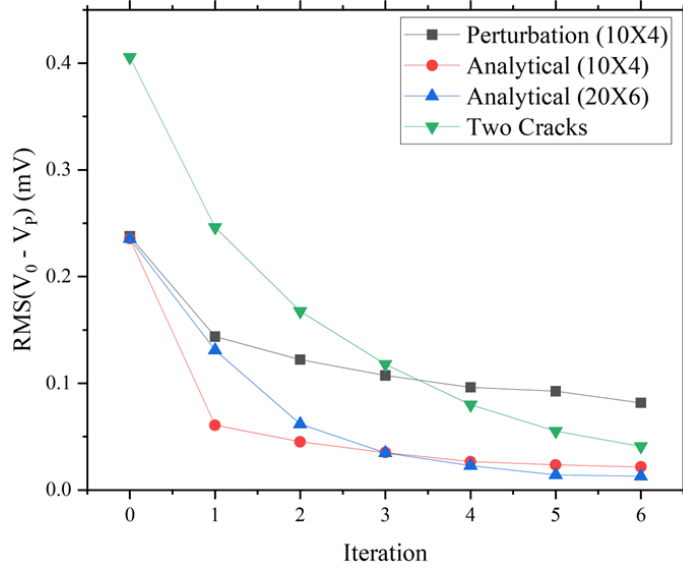 Perturbation (10X4)
Analytical (10X4)
Analytical (20X6)
Two Cracks
RMS(V0 - VP) (mV)
0.4
0.3
0.2
0.1
0.0
0 1 2 3 4 5 6
Iteration